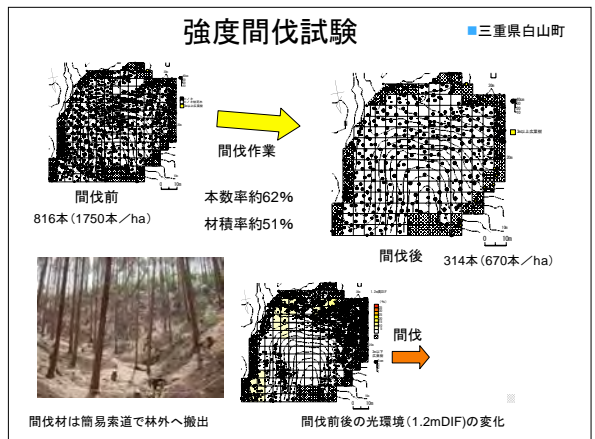 強度間伐試験
■三重県白山町
間伐作業
間伐前
816本(1750本/ha)
本数率約62%
材積率約51%
間伐後
314本(670本/ha)
間伐
間伐材は簡易索道で林外へ搬出
間伐前後の光環境(1.2mDIF)の変化